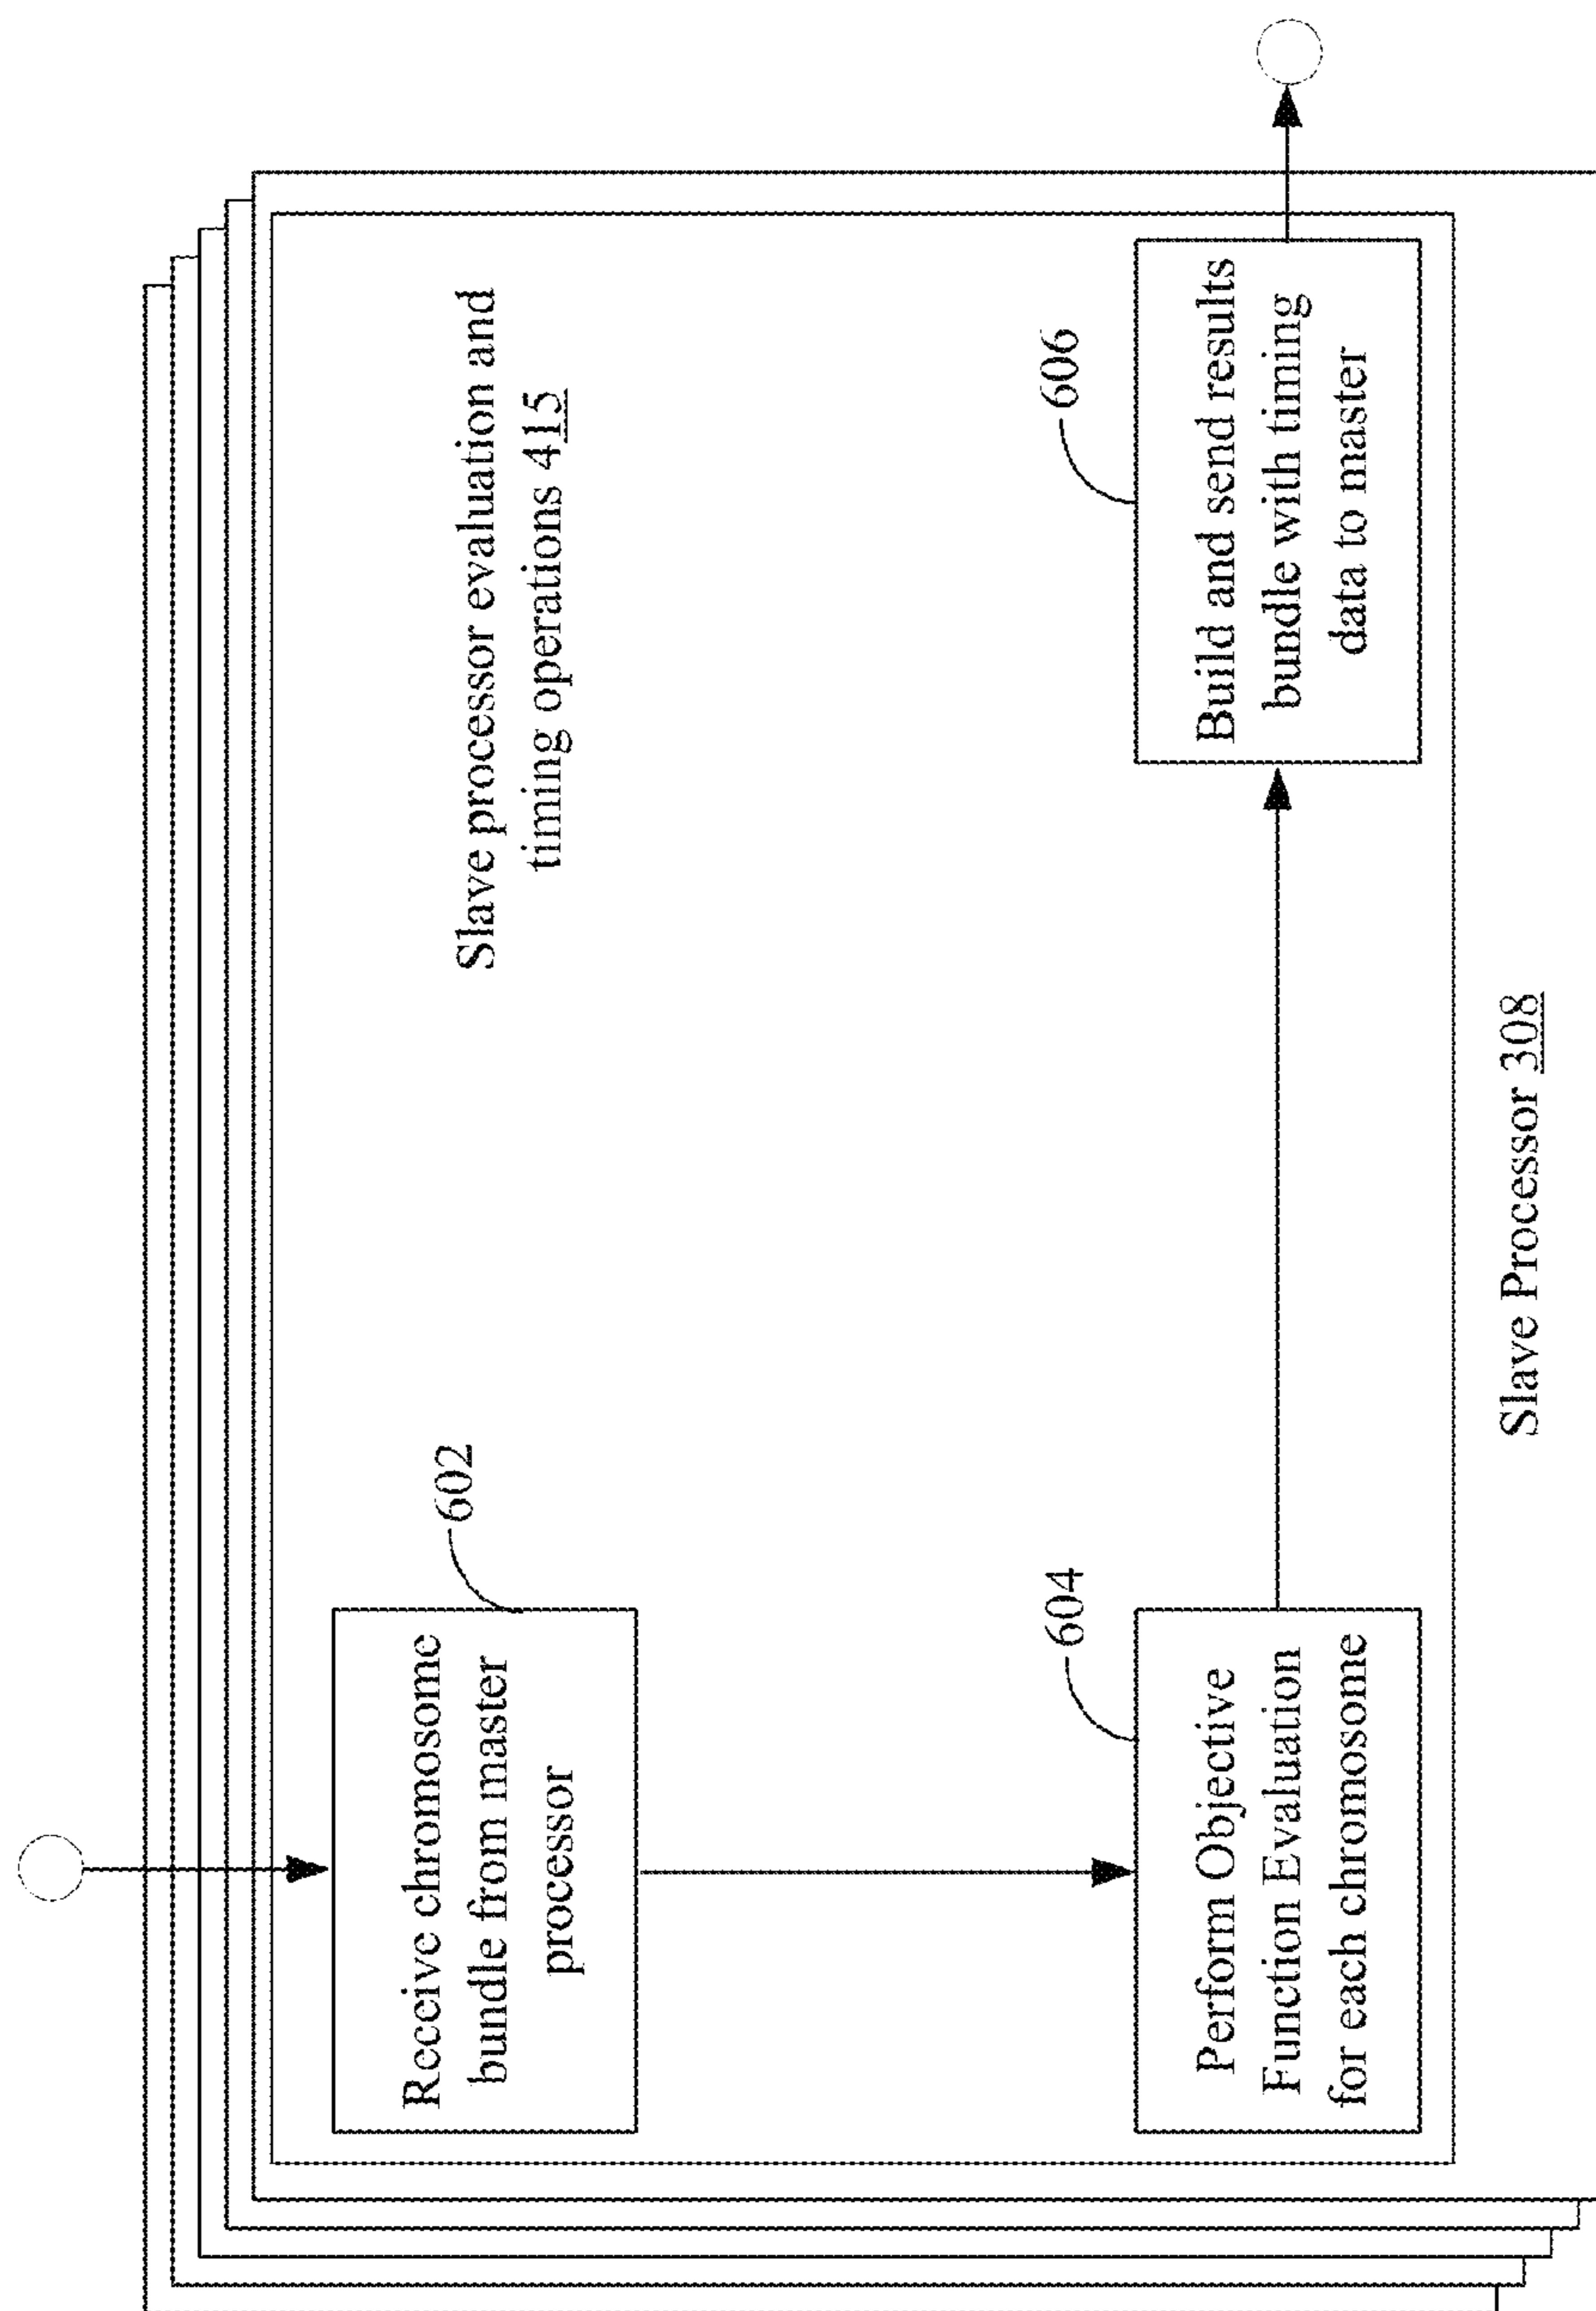 Slave processor evaluation and
timing operations 415
602
Receive chromosome
bundle from master
processor
604
Perform Objective
Function Evaluation
for each chromosome
606
Build and send results
bundle with timing
data to master
Slave Processor 308